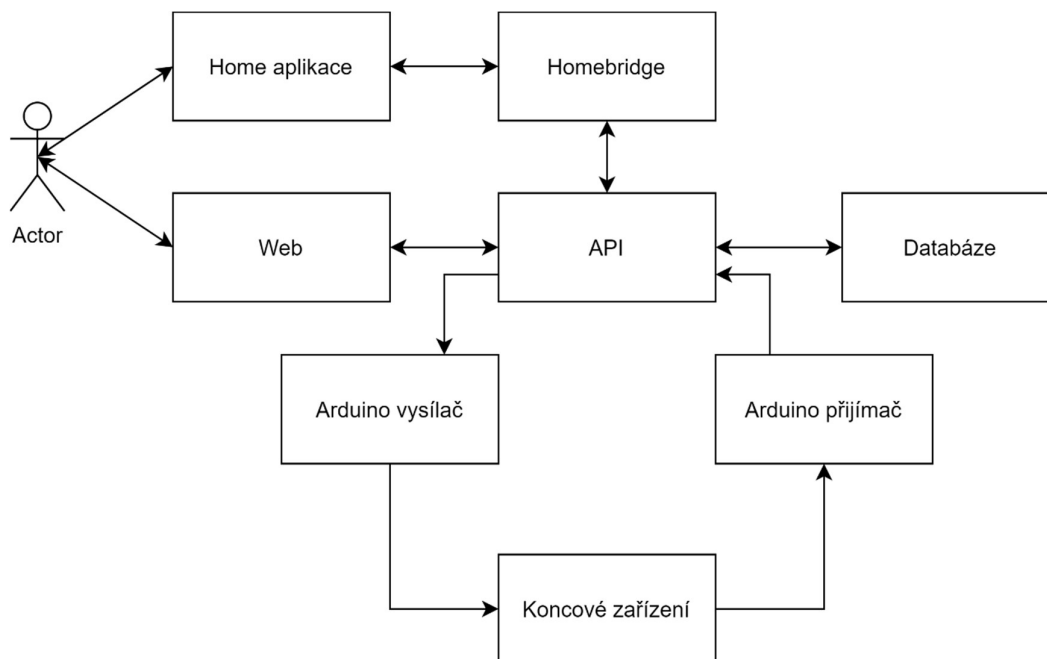 Home aplikace
Homebridge
Actor
Web
API
Databáze
Arduino vysílač
Arduino přijímač
Koncové zařízení